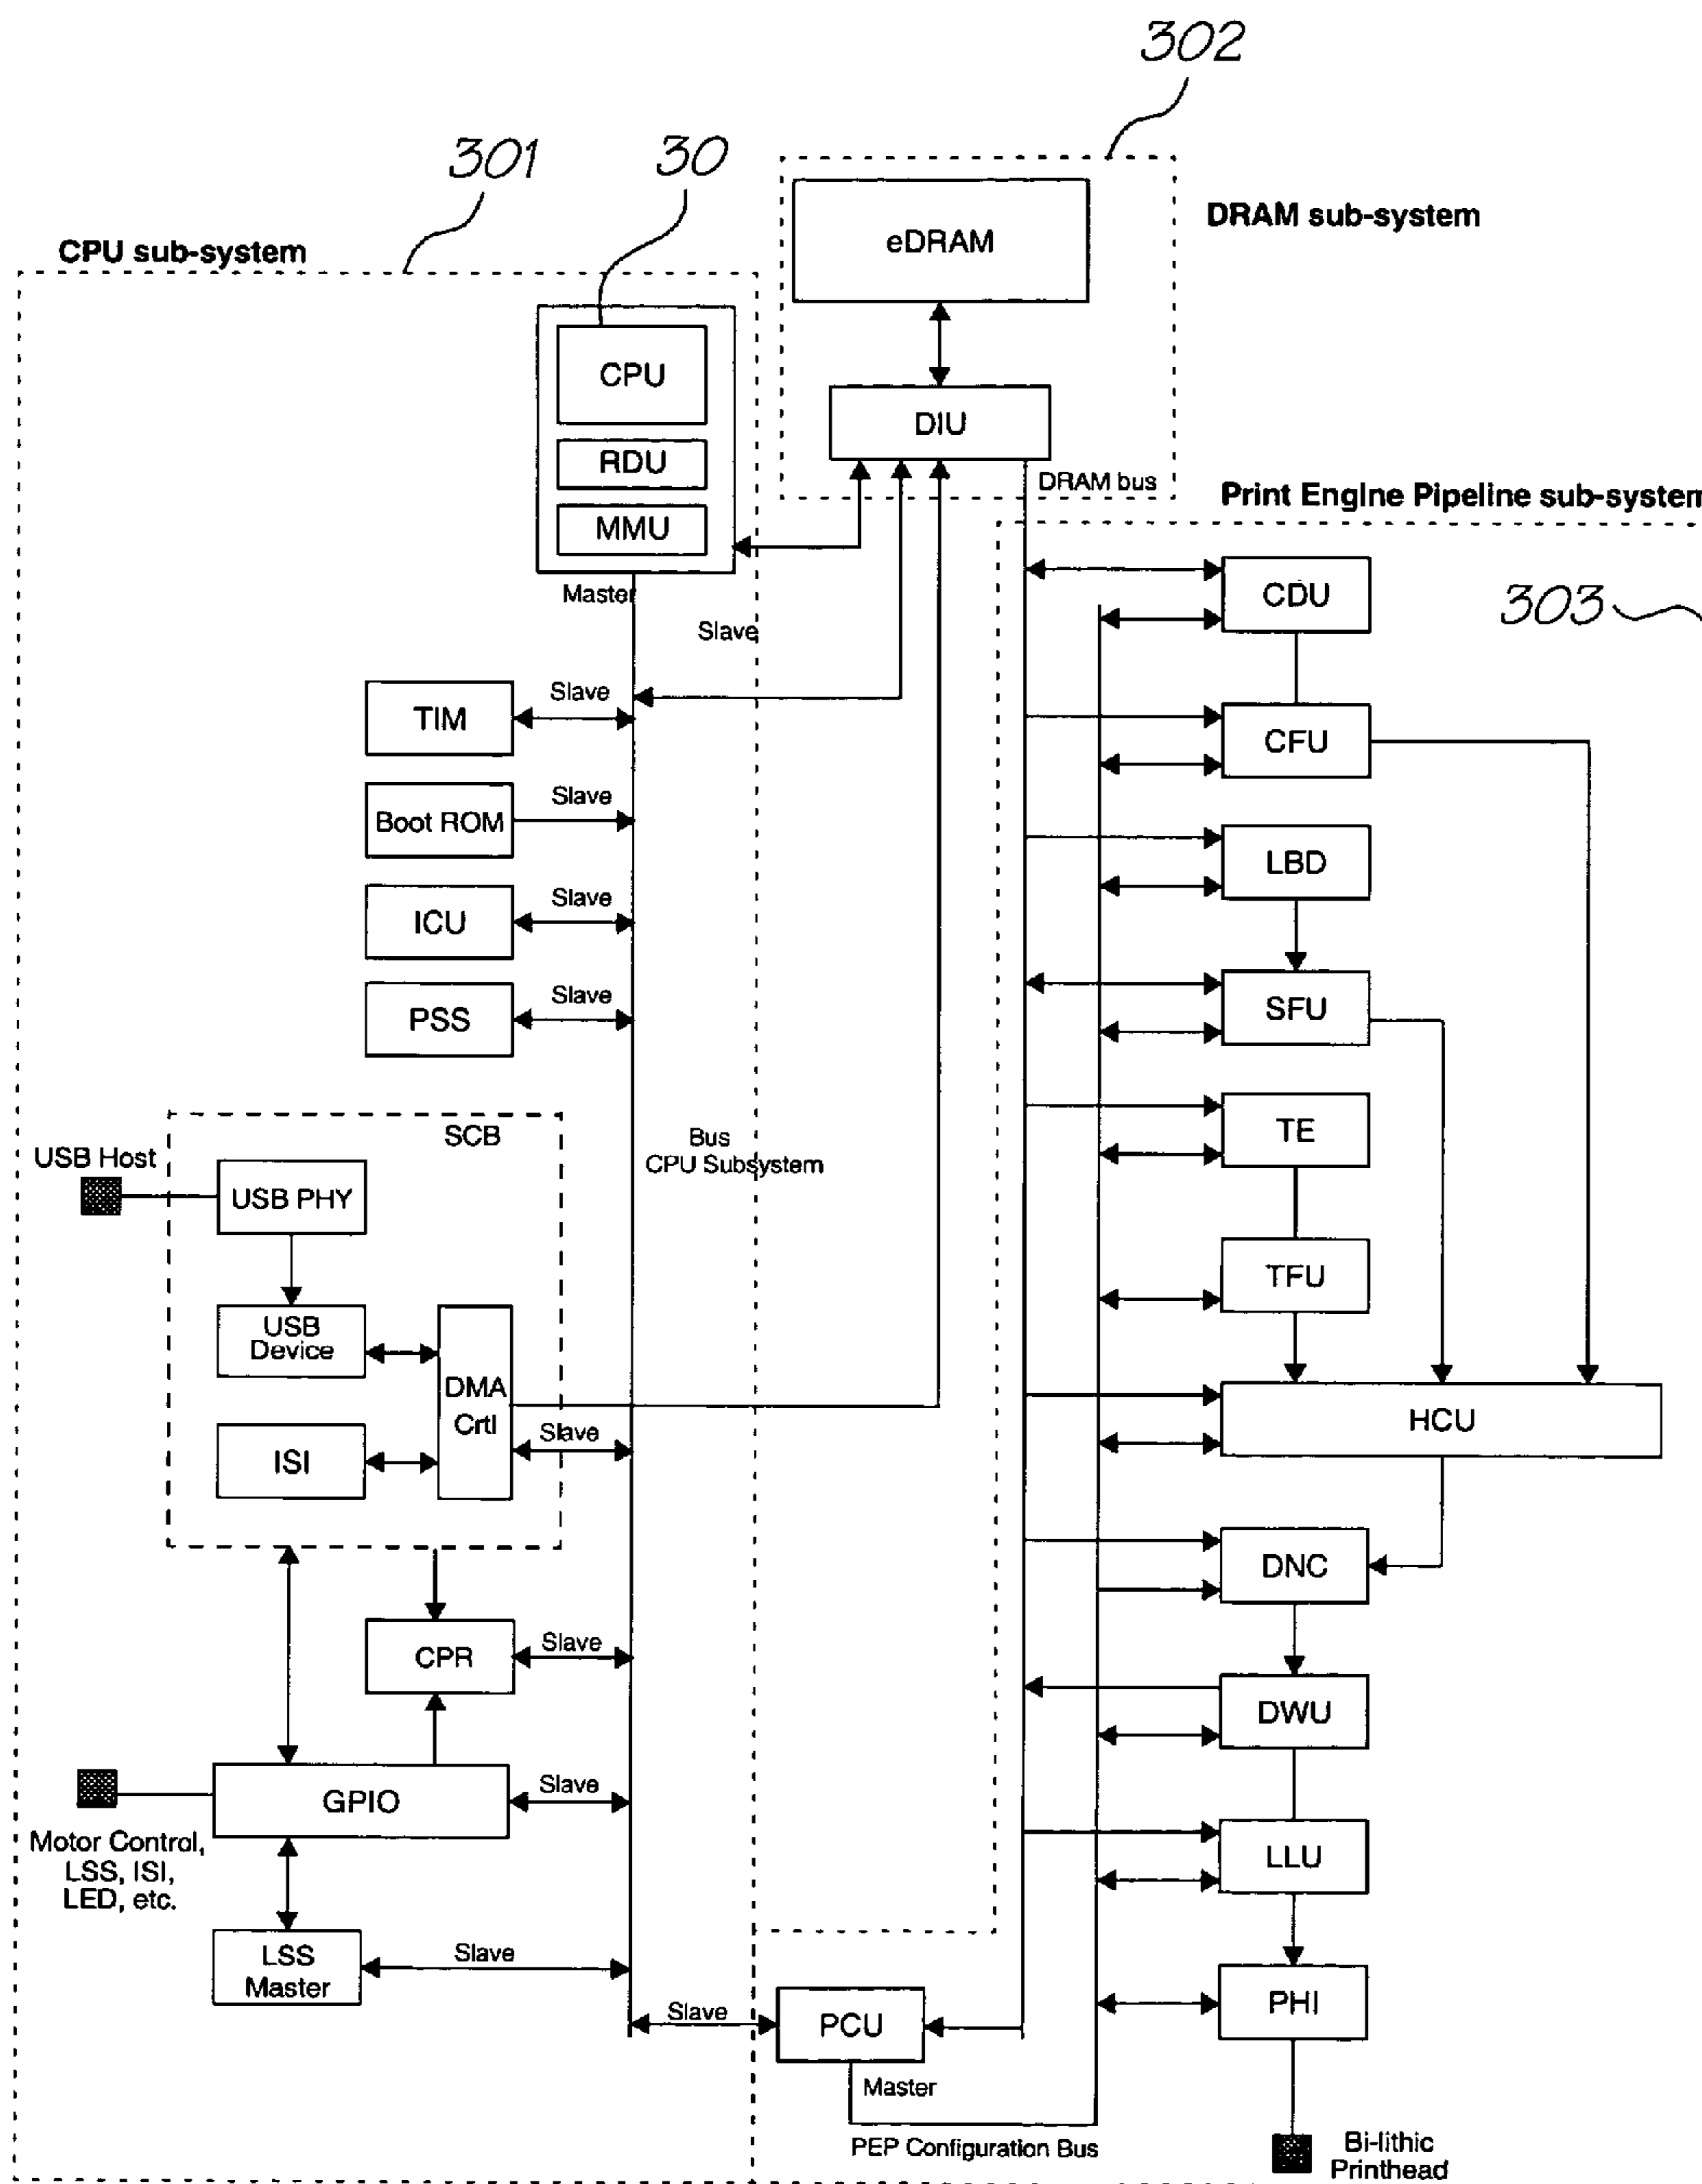 302
301
30
DRAM sub-system
CPU sub-system
eDRAM
CPU
DIU
RDU
DRAM bus
Print Engine Pipeline sub-system
MMU
Master
CDU
303
Slave
TIM
Slave
CFU
Boot ROM
Slave
LBD
ICU
Slave
PSS
Slave
SFU
SCB
TE
Bus
CPU Subsystem
USB Host
USB PHY
TFU
USB
Device
DMA
Crtl
HCU
Slave
ISI
DNC
CPR
Slave
DWU
GPIO
Slave
Motor Control,
LSS, ISI,
LED, etc.
LLU
LSS
Master
Slave
PHI
Slave
PCU
Master
PEP Configuration Bus
Bi-lithic
Printhead